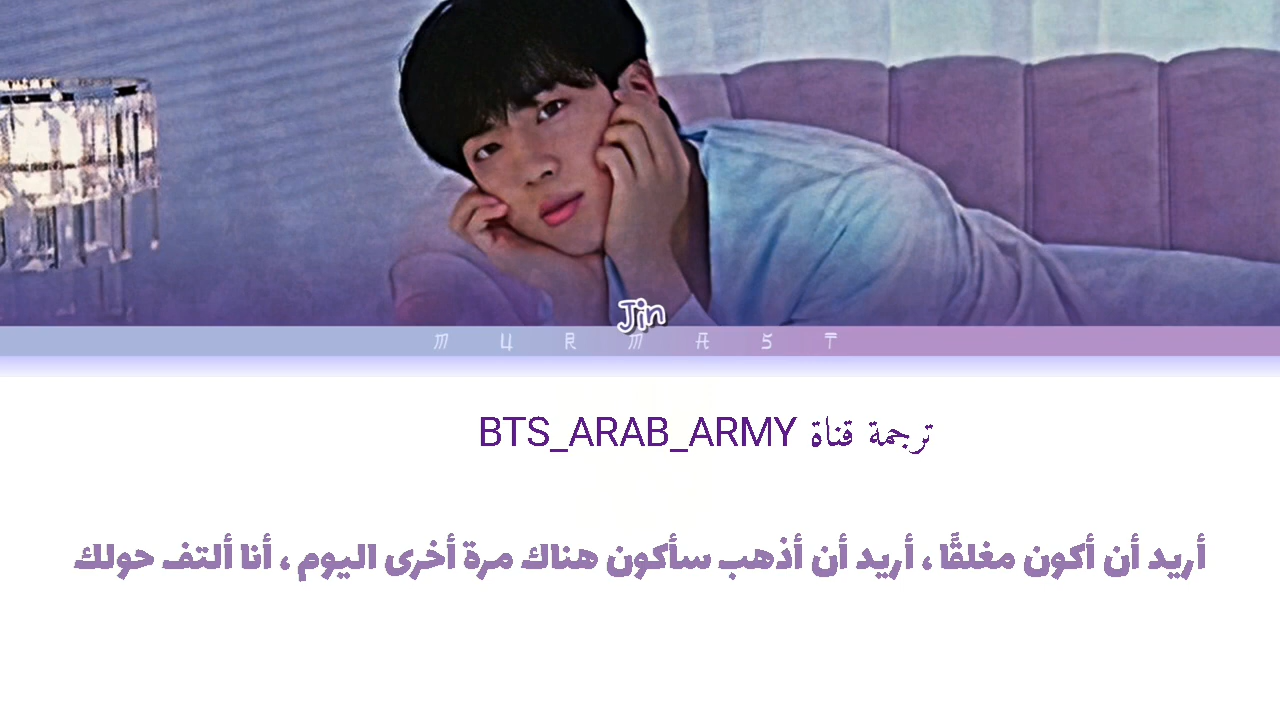 Jin
M U R M A S T
ترجمة قناة BTS_ARAB_ARMY
أريد أن أكون مغلقًا ، أريد أن أذهب سأكون هناك مرة أخرى اليوم ، أنا ألتف حولك